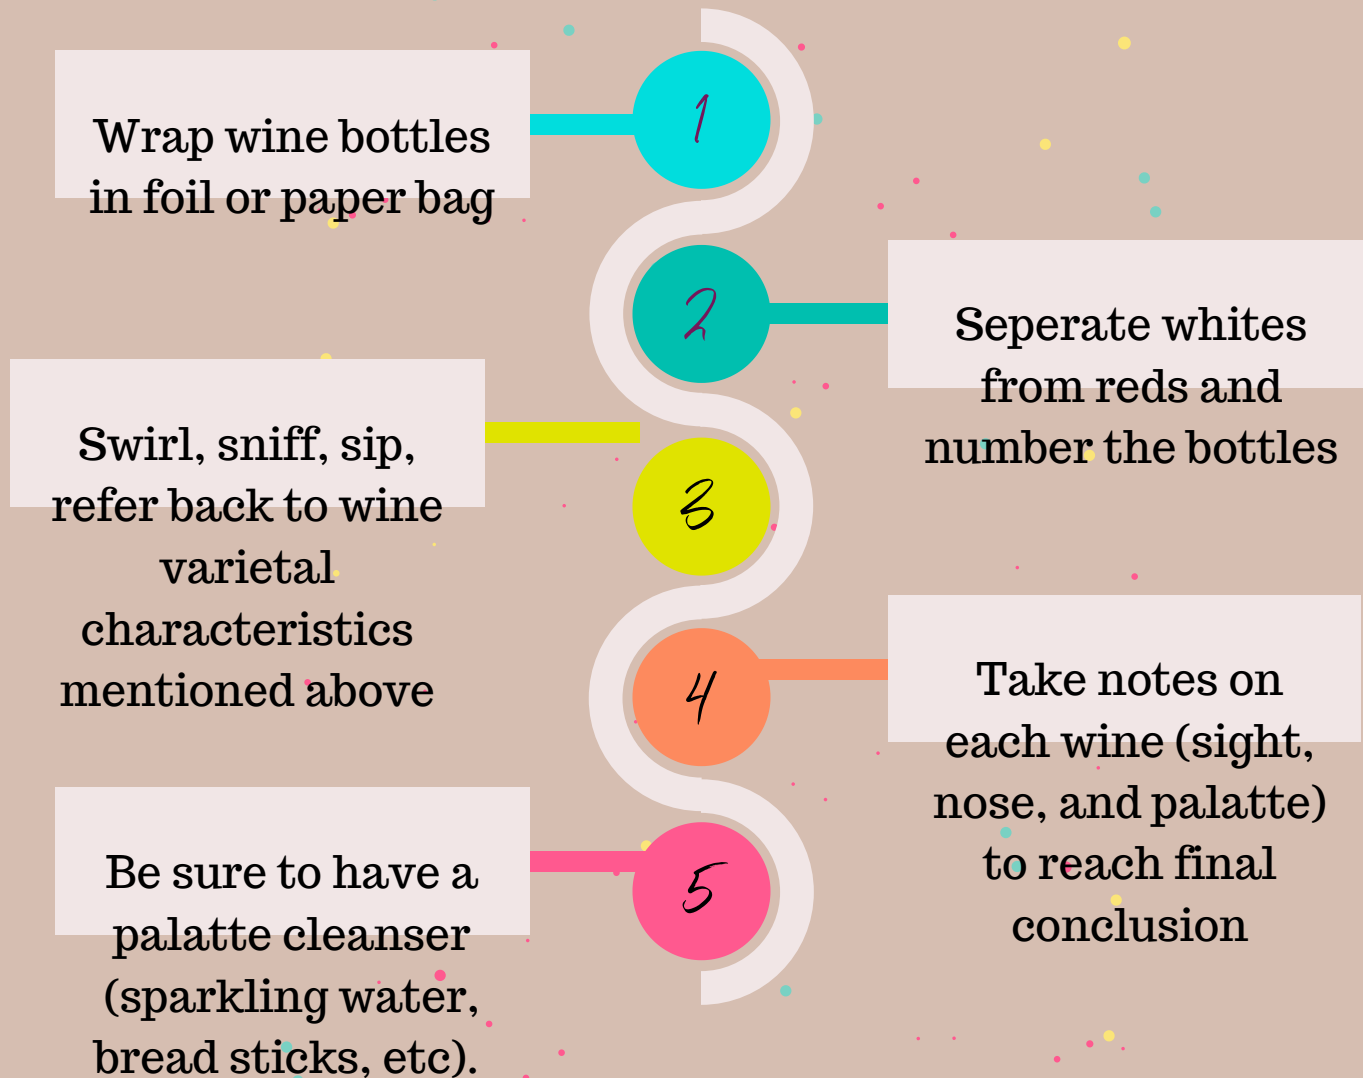 1
Wrap wine bottles
in foil or paper bag
2
Seperate whites
from reds and
number the bottles
3
Swirl, sniff, sip,
refer back to wine
varietal
characteristics
mentioned above
4
Take notes on
each wine (sight,
nose, and palatte)
to reach final
conclusion
5
Be sure to have a
palatte cleanser
(sparkling water,
bread sticks, etc).